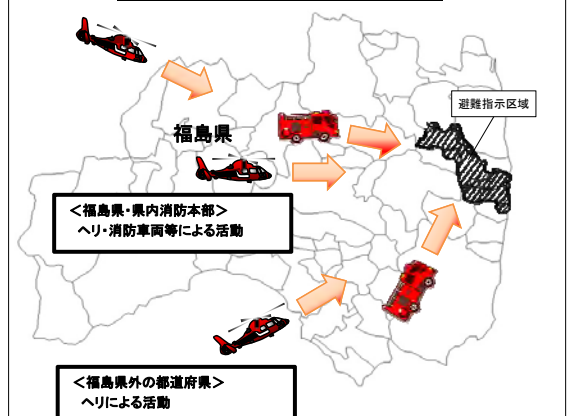 避難指示区域
福島県
＜福島県・県内消防本部＞
ヘリ・消防車両等による活動
＜福島県外の都道府県＞
ヘリによる活動